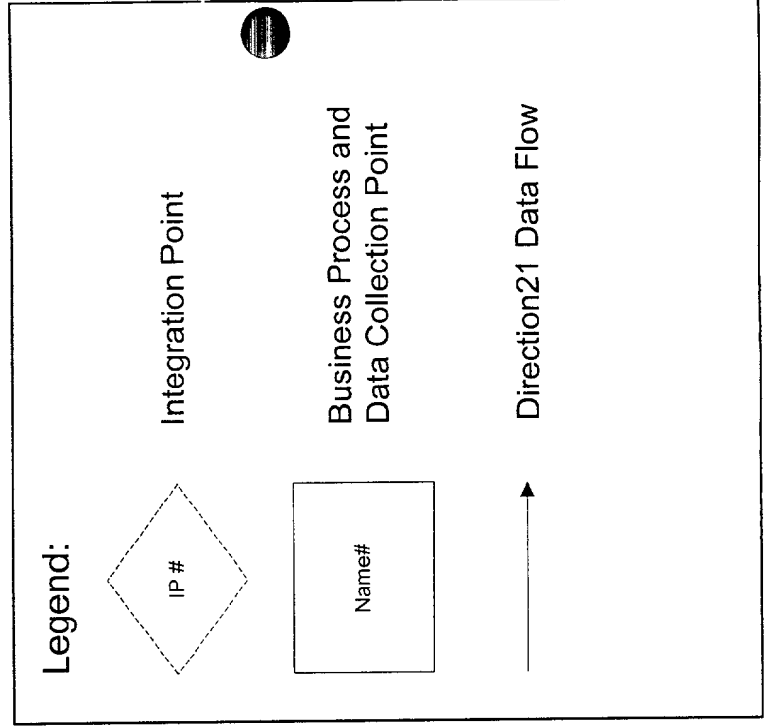 Legend:
IP #
Integration Point
Name#
Business Process and
Data Collection Point
Direction21 Data Flow